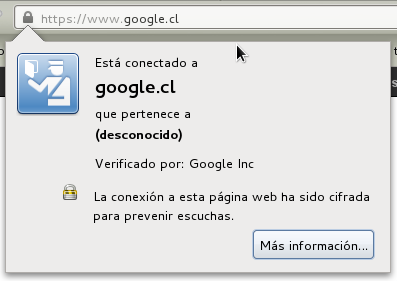 https://www.google.cl
Está conectado a
google.cl
que pertenece a
(desconocido)
Verificado por: Google Inc
La conexión a esta página web ha sido cifrada
para prevenir escuchas.
Más información...